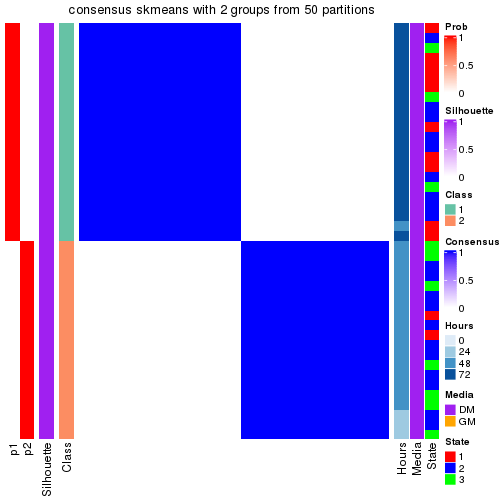 consensus skmeans with 2 groups from 50 partitions
p1
p2
Silhouette
Class
Hours
Media
State
Prob
1
0.5
0
Silhouette
1
0.5
0
Class
1
2
Consensus
1
0.5
0
Hours
0
24
48
72
Media
DM
GM
State
1
2
3